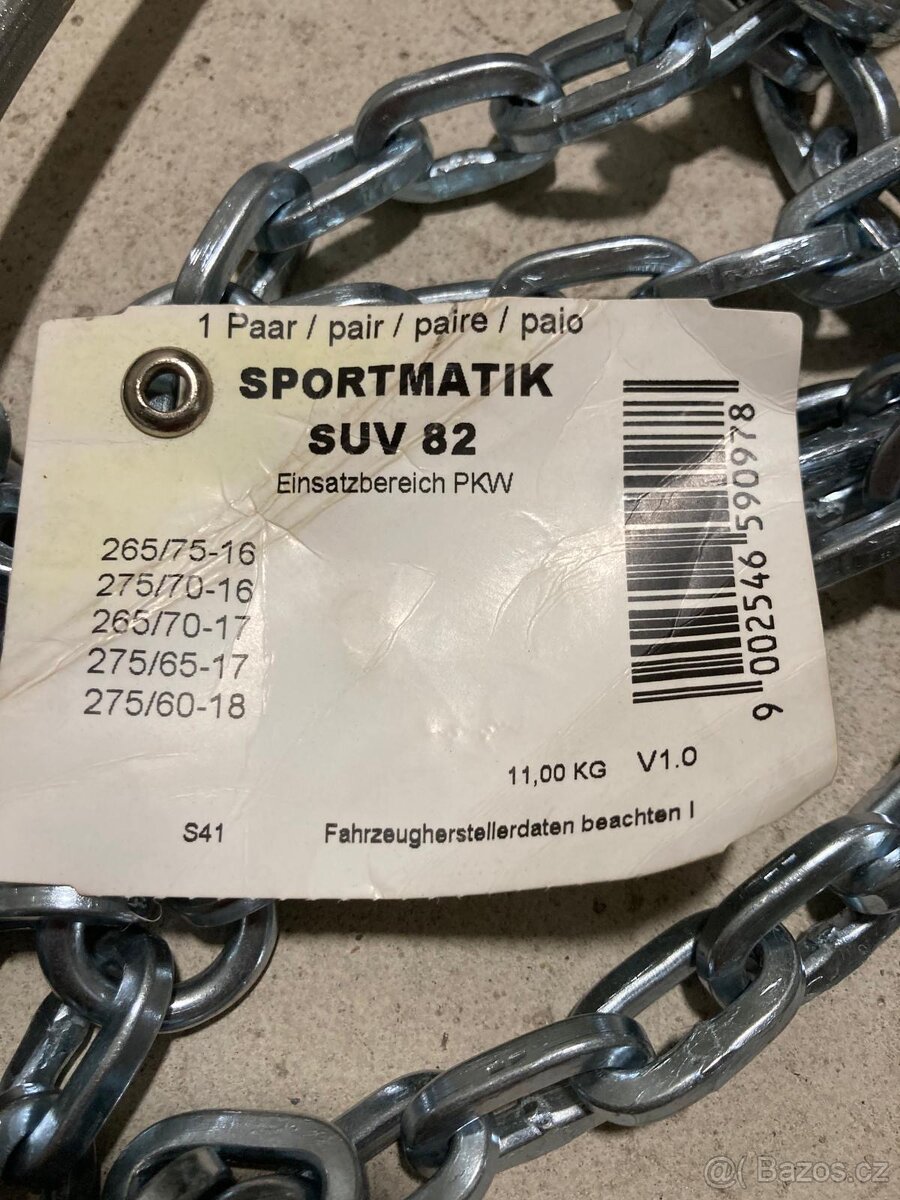 1 Paar / pair / paire / paio
SPORTMATIK
SUV 82
Einsatzbereich PKW
265/75-16
275/70-16
265/70-17
275/65-17
275/60-18
9 002546 590978
11,00 KG V1.0
S41 Fahrzeugherstellerdaten beachten !
@( Bazos.cz